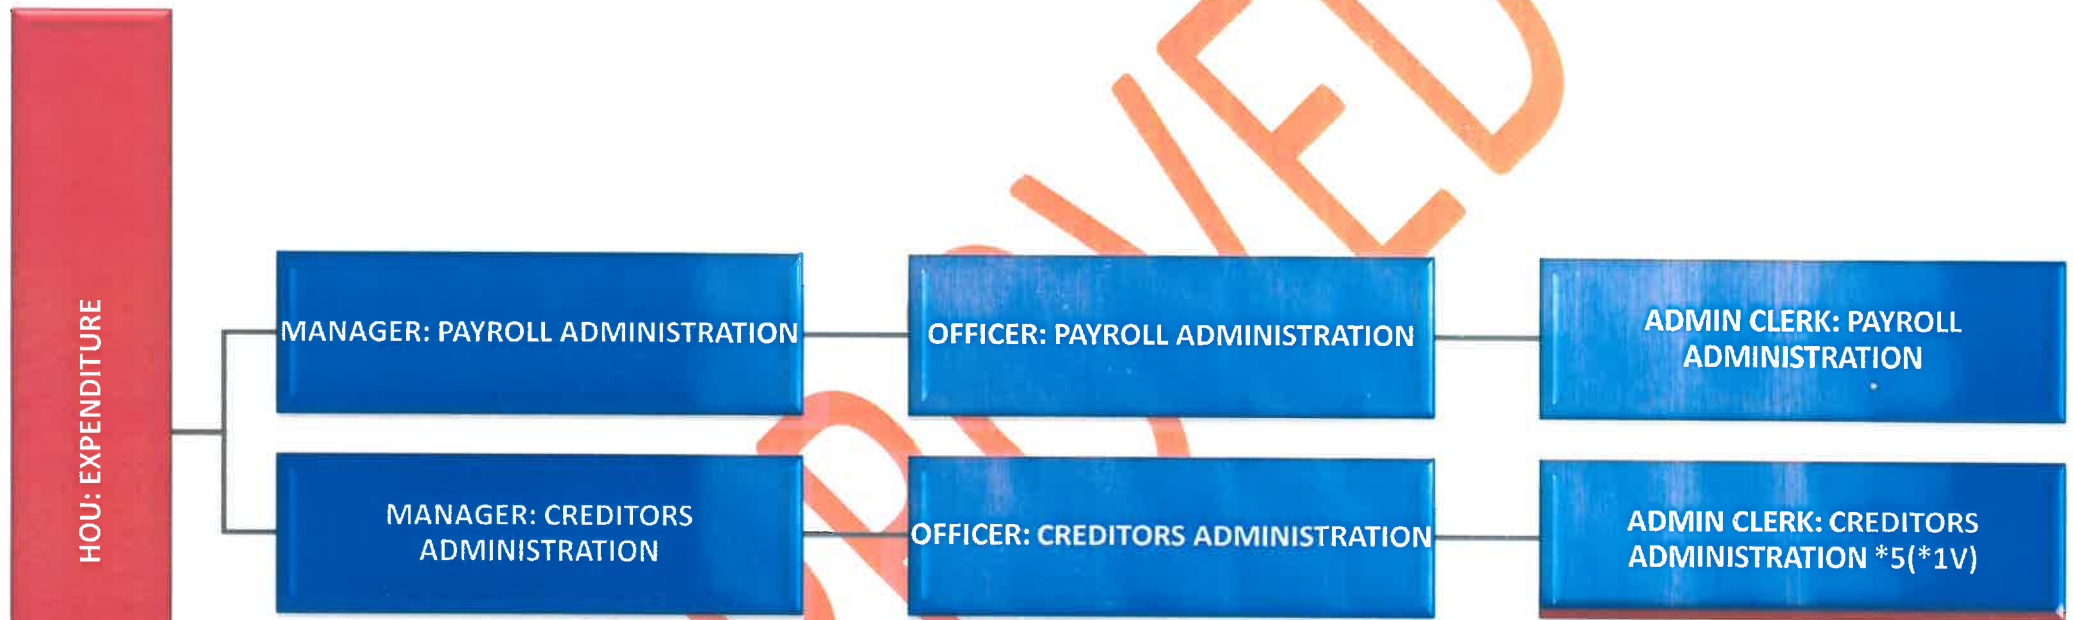 HOU: EXPENDITURE
MANAGER: PAYROLL ADMINISTRATION
OFFICER: PAYROLL ADMINISTRATION
ADMIN CLERK: PAYROLL
ADMINISTRATION
MANAGER: CREDITORS
ADMINISTRATION
OFFICER: CREDITORS ADMINISTRATION
ADMIN CLERK: CREDITORS
ADMINISTRATION *5(*1V)